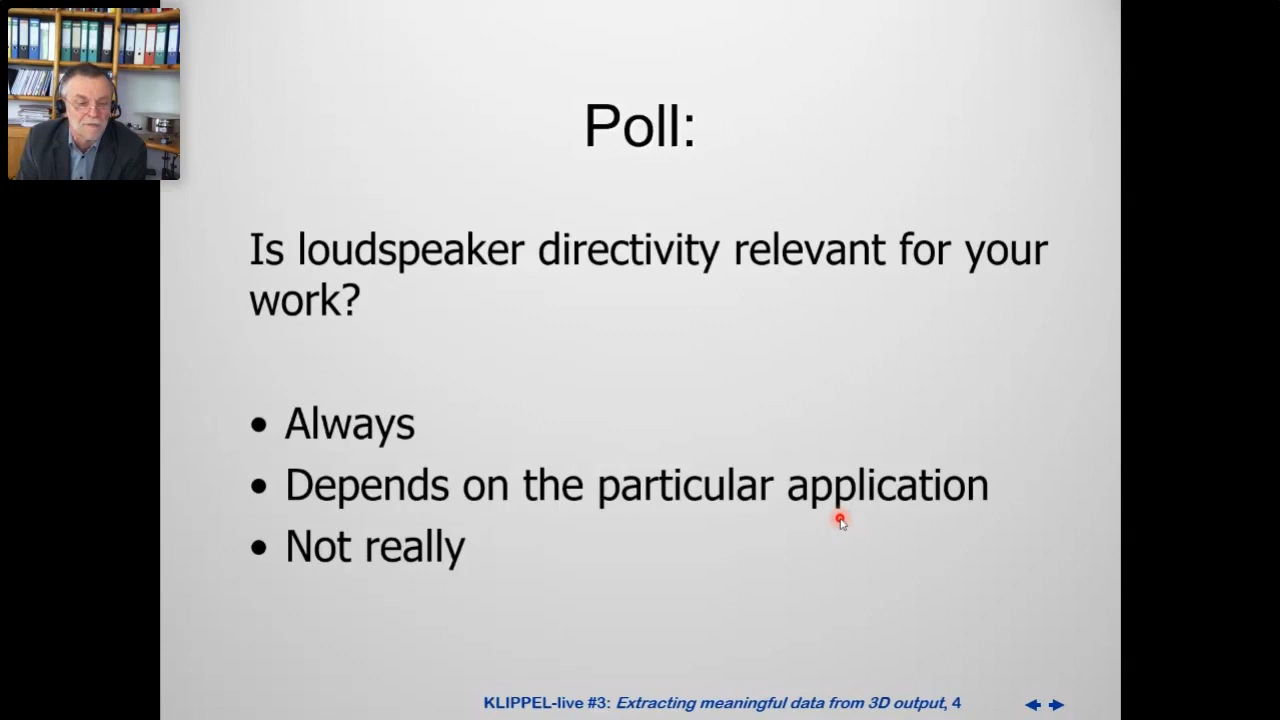 Poll:
Is loudspeaker directivity relevant for your
work?
• Always
• Depends on the particular application
• Not really
KLIPPEL-live #3: Extracting meaningful data from 3D output, 4